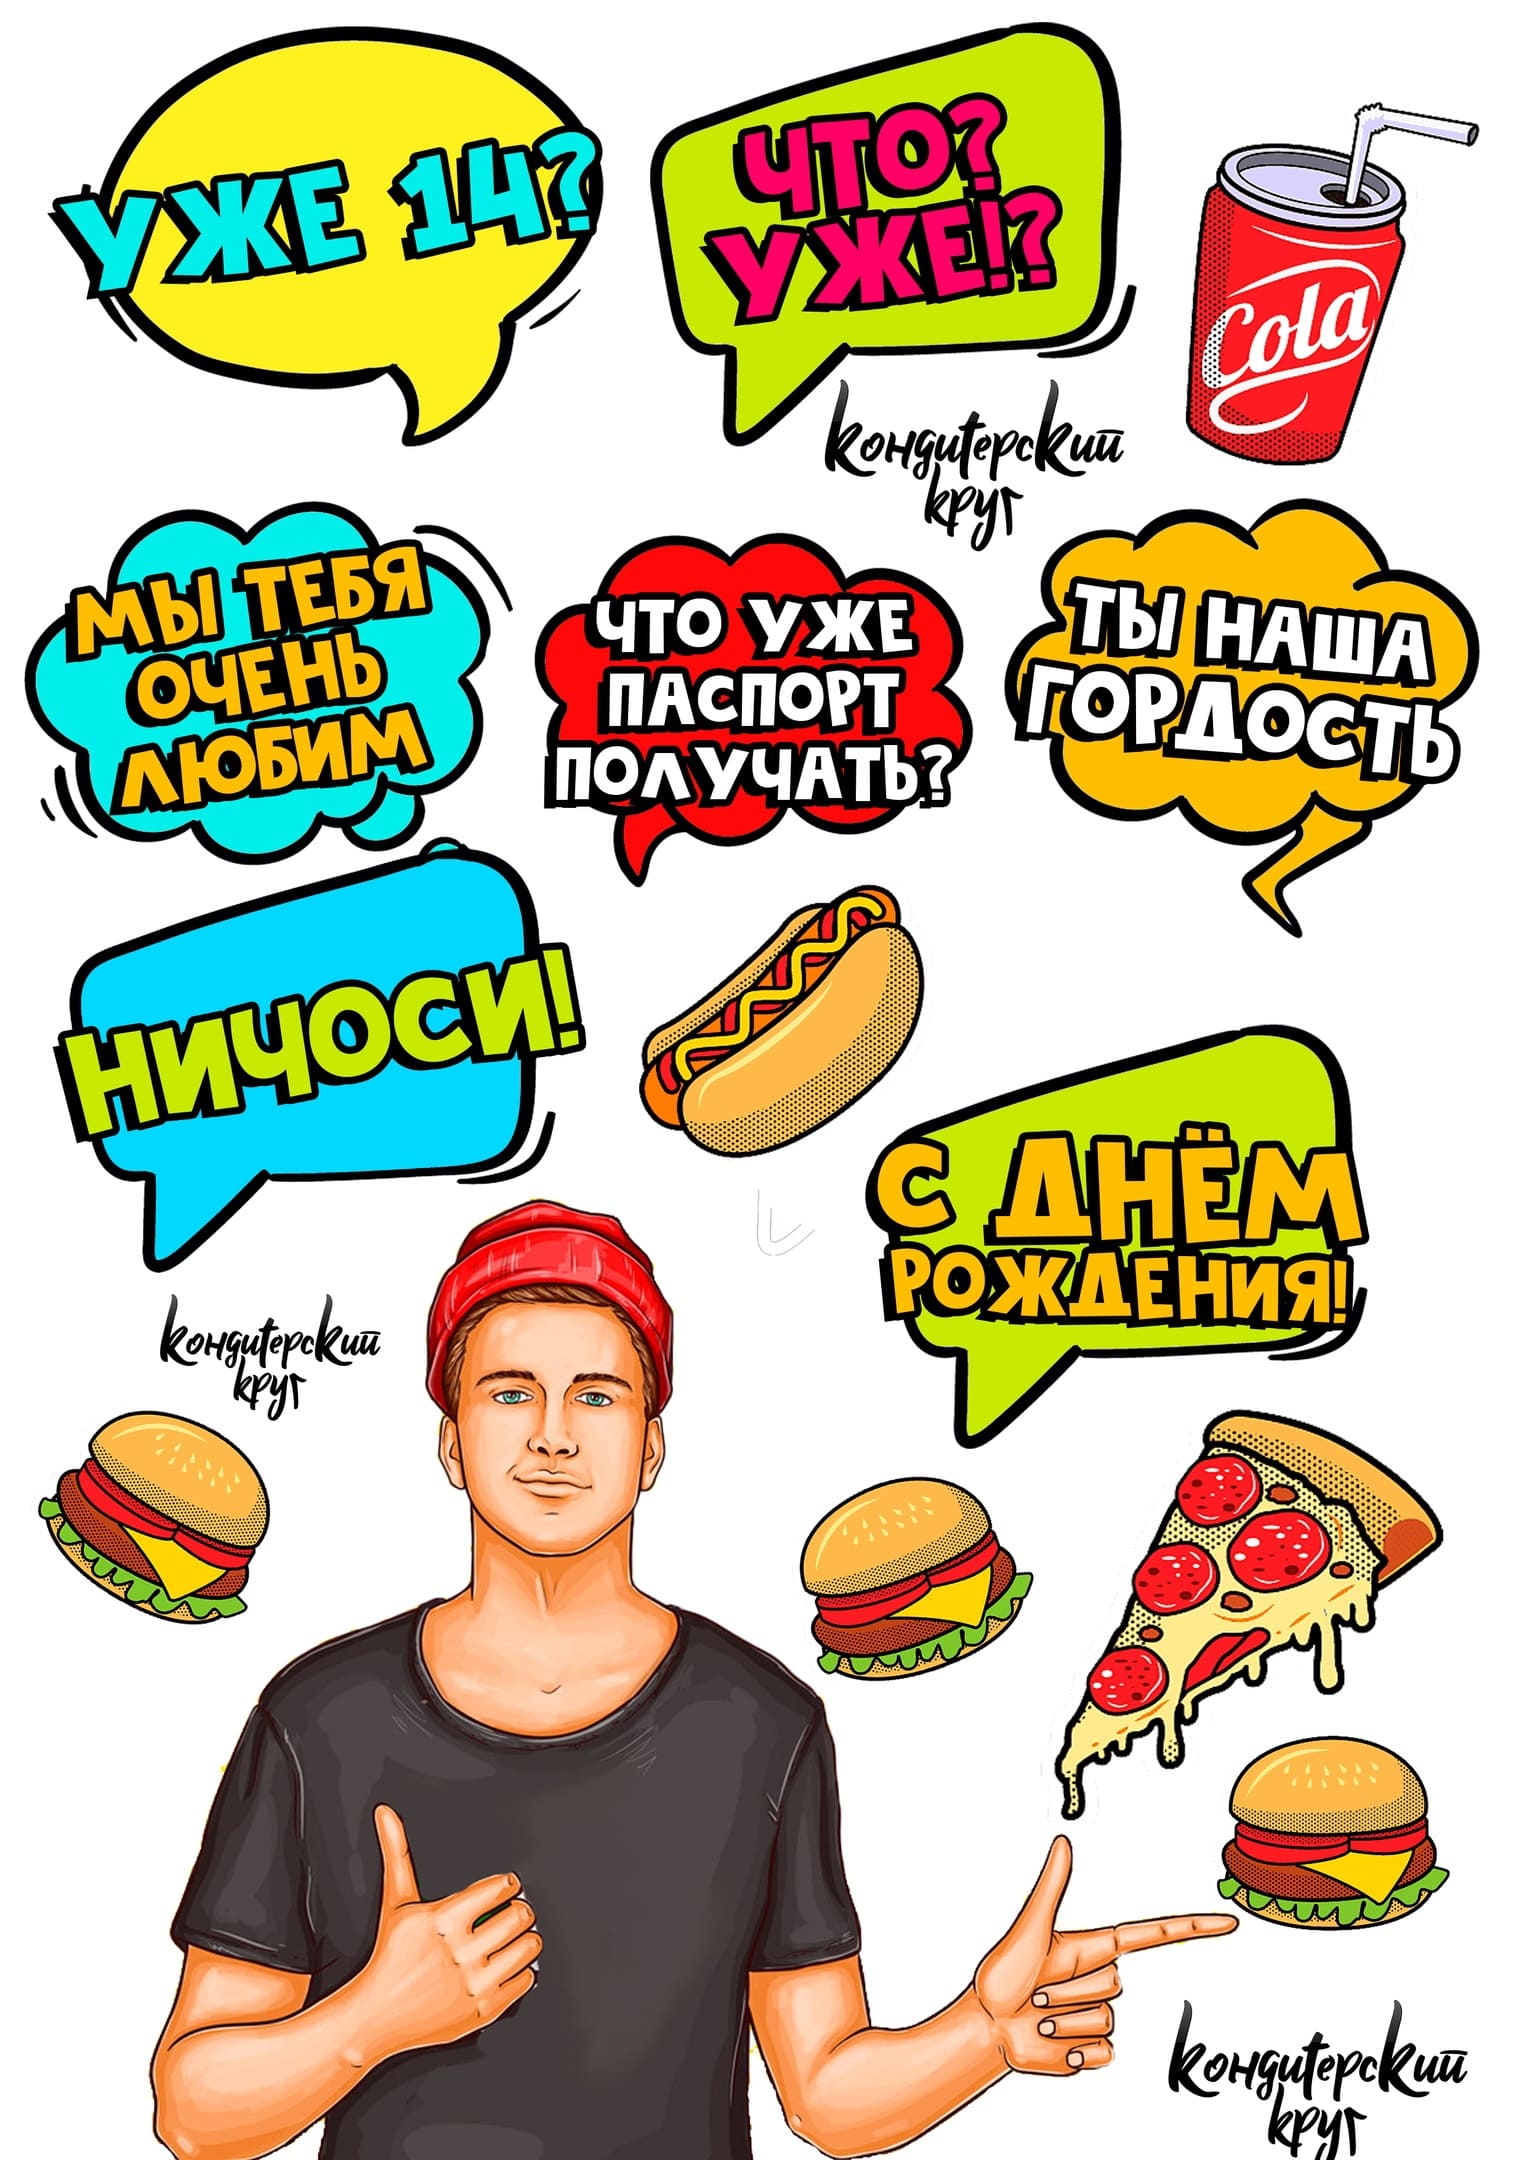 УЖЕ 14?
ЧТО?
УЖЕ!?
Cola
Кондитерский
круг
МЫ ТЕБЯ
ОЧЕНЬ
ЛЮБИМ
ЧТО УЖЕ
ПАСПОРТ
ПОЛУЧАТЬ?
ТЫ НАША
ГОРДОСТЬ
НИЧОСИ!
С ДНЁМ
РОЖДЕНИЯ!
Кондитерский
круг
Кондитерский
круг